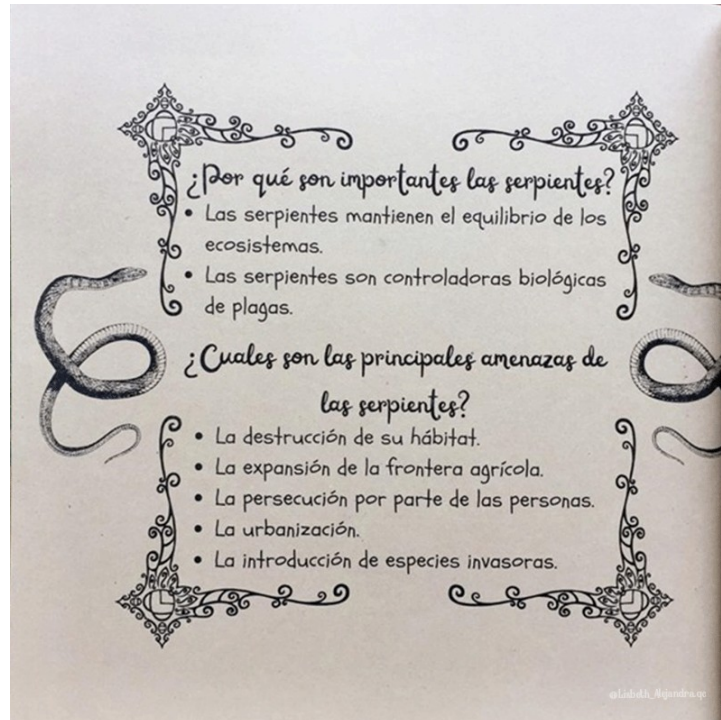 ¿Por qué son importantes las serpientes?
• Las serpientes mantienen el equilibrio de los
ecosistemas.
• Las serpientes son controladoras biológicas
de plagas.
¿Cuales son las principales amenazas de
las serpientes?
• La destrucción de su hábitat.
• La expansión de la frontera agrícola.
• La persecución por parte de las personas.
• La urbanización.
• La introducción de especies invasoras.